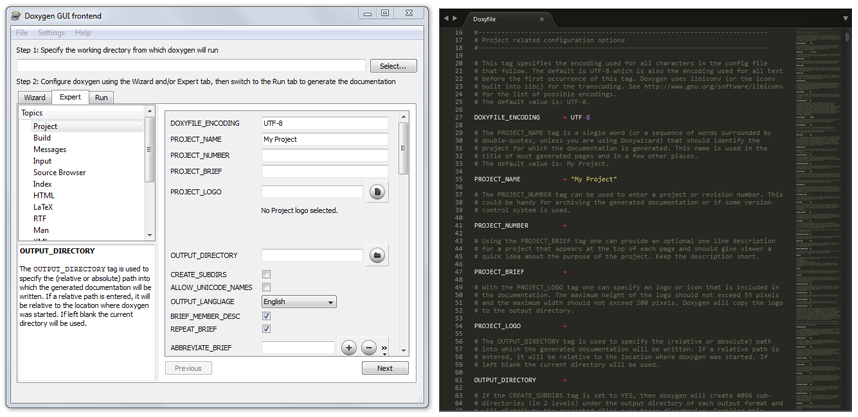 Doxygen GUI frontend
File Settings Help
Step 1: Specify the working directory from which doxygen will run
Select...
Step 2: Configure doxygen using the Wizard and/or Expert tab, then switch to the Run tab to generate the documentation
Wizard Expert Run
Topics
Project
Build
Messages
Input
Source Browser
Index
HTML
LaTeX
RTF
Man
OUTPUT_DIRECTORY
The OUTPUT_DIRECTORY tag is used to
specify the (relative or absolute) path into
which the generated documentation will be
written. If a relative path is entered, it will
be relative to the location where doxygen
was started. If left blank the current
directory will be used.
DOXYFILE_ENCODING UTF-8
PROJECT_NAME My Project
PROJECT_NUMBER
PROJECT_BRIEF
PROJECT_LOGO
No Project logo selected.
OUTPUT_DIRECTORY
CREATE_SUBDIRS
ALLOW_UNICODE_NAMES
OUTPUT_LANGUAGE English
BRIEF_MEMBER_DESC
REPEAT_BRIEF
ABBREVIATE_BRIEF
Previous Next
Doxyfile
16 #---------------------------------------------------------------------------
17 # Project related configuration options
18 #---------------------------------------------------------------------------
19
20 # This tag specifies the encoding used for all characters in the config file
21 # that follow. The default is UTF-8 which is also the encoding used for all text
22 # before the first occurrence of this tag. Doxygen uses libiconv (or the iconv
23 # built into libc) for the transcoding. See http://www.gnu.org/software/libiconv
24 # for the list of possible encodings.
25 # The default value is: UTF-8.
26
27 DOXYFILE_ENCODING = UTF-8
28
29 # The PROJECT_NAME tag is a single word (or a sequence of words surrounded by
30 # double-quotes, unless you are using Doxywizard) that should identify the
31 # project for which the documentation is generated. This name is used in the
32 # title of most generated pages and in a few other places.
33 # The default value is: My Project.
34
35 PROJECT_NAME = "My Project"
36
37 # The PROJECT_NUMBER tag can be used to enter a project or revision number. This
38 # could be handy for archiving the generated documentation or if some version
39 # control system is used.
40
41 PROJECT_NUMBER =
42
43 # Using the PROJECT_BRIEF tag one can provide an optional one line description
44 # for a project that appears at the top of each page and should give viewer a
45 # quick idea about the purpose of the project. Keep the description short.
46
47 PROJECT_BRIEF =
48
49 # With the PROJECT_LOGO tag one can specify an logo or icon that is included in
50 # the documentation. The maximum height of the logo should not exceed 55 pixels
51 # and the maximum width should not exceed 200 pixels. Doxygen will copy the logo
52 # to the output directory.
53
54 PROJECT_LOGO =
55
56 # The OUTPUT_DIRECTORY tag is used to specify the (relative or absolute) path
57 # into which the generated documentation will be written. If a relative path is
58 # entered, it will be relative to the location where doxygen was started. If
59 # left blank the current directory will be used.
60
61 OUTPUT_DIRECTORY =
62
63 # If the CREATE_SUBDIRS tag is set to YES, then doxygen will create 4096 sub-
64 # directories (in 2 levels) under the output directory of each output format and